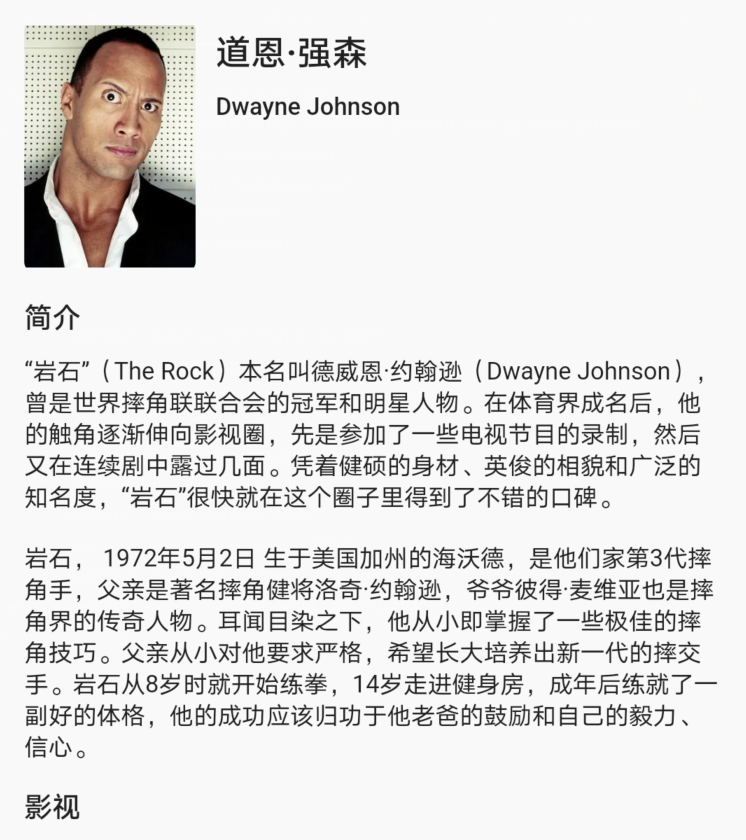 道恩·强森
Dwayne Johnson
简介
“岩石”（The Rock）本名叫德威恩·约翰逊（Dwayne Johnson），
曾是世界摔角联联合会的冠军和明星人物。在体育界成名后，他
的触角逐渐伸向影视圈，先是参加了一些电视节目的录制，然后
又在连续剧中露过几面。凭着健硕的身材、英俊的相貌和广泛的
知名度，“岩石”很快就在这个圈子里得到了不错的口碑。
岩石， 1972年5月2日 生于美国加州的海沃德，是他们家第3代摔
角手，父亲是著名摔角健将洛奇·约翰逊，爷爷彼得·麦维亚也是摔
角界的传奇人物。耳闻目染之下，他从小即掌握了一些极佳的摔
角技巧。父亲从小对他要求严格，希望长大培养出新一代的摔交
手。岩石从8岁时就开始练拳，14岁走进健身房，成年后练就了一
副好的体格，他的成功应该归功于他老爸的鼓励和自己的毅力、
信心。
影视